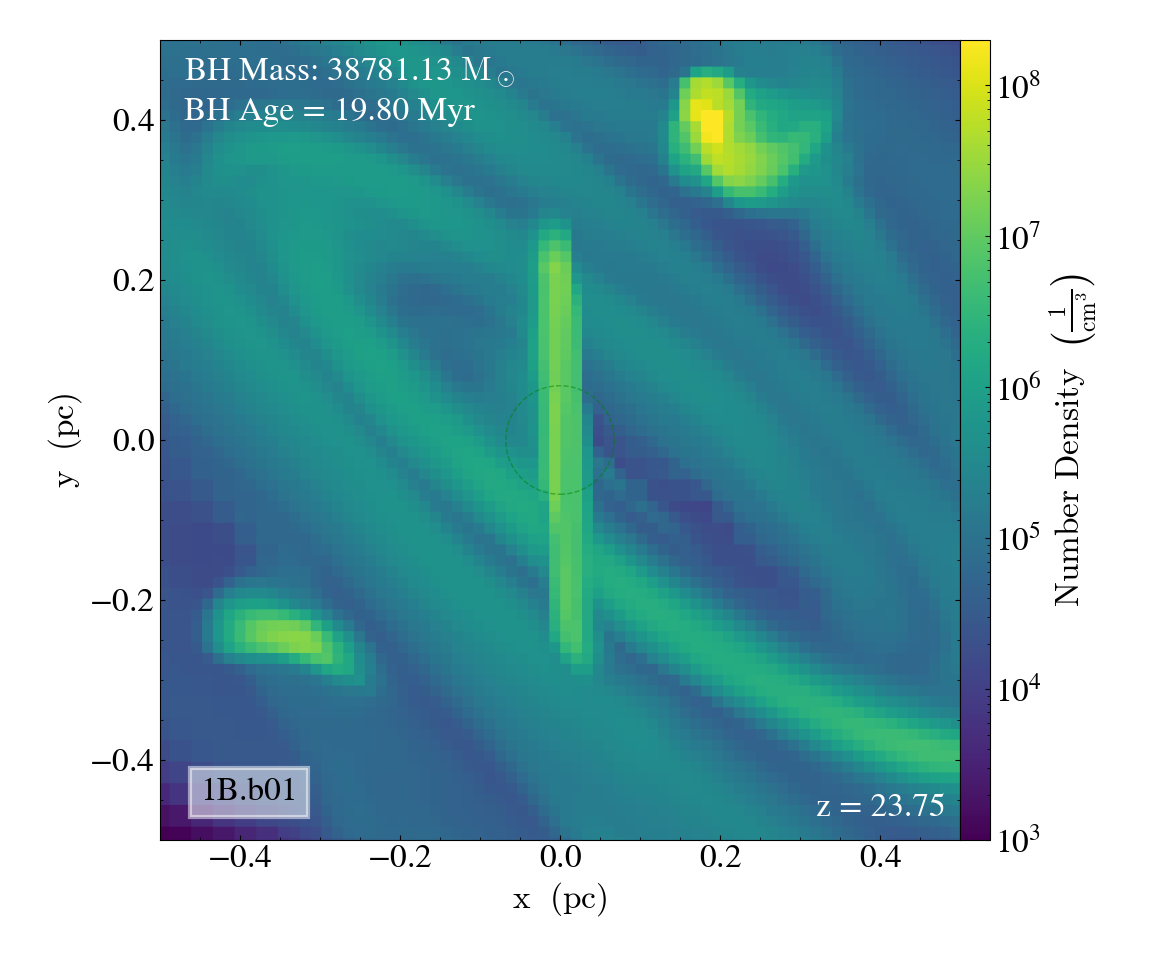 BH Mass: 38781.13 M⊙
BH Age = 19.80 Myr
1B.b01
z = 23.75
0.4
0.2
0.0
−0.2
−0.4
y (pc)
−0.4 −0.2 0.0 0.2 0.4
x (pc)
10⁸
10⁷
10⁶
10⁵
10⁴
10³
Number Density (1/cm³)